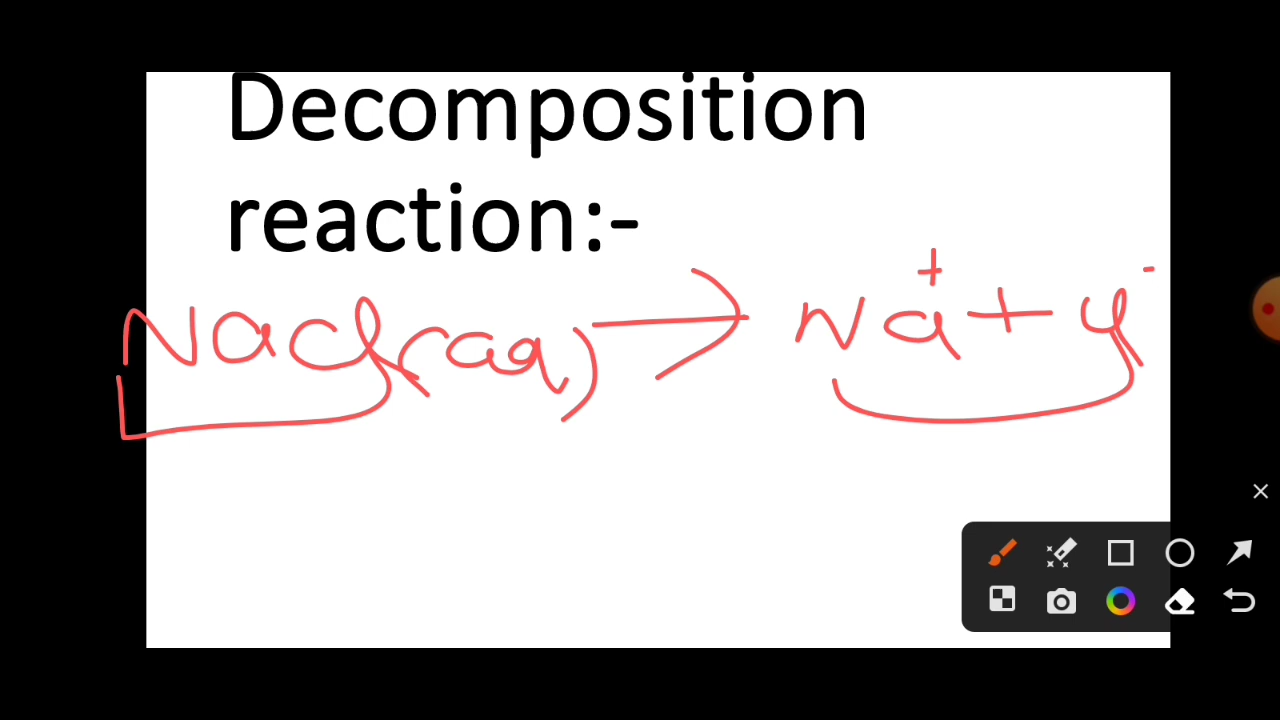 Decomposition
reaction:-
Nacl(aq) → Na⁺ + cl⁻